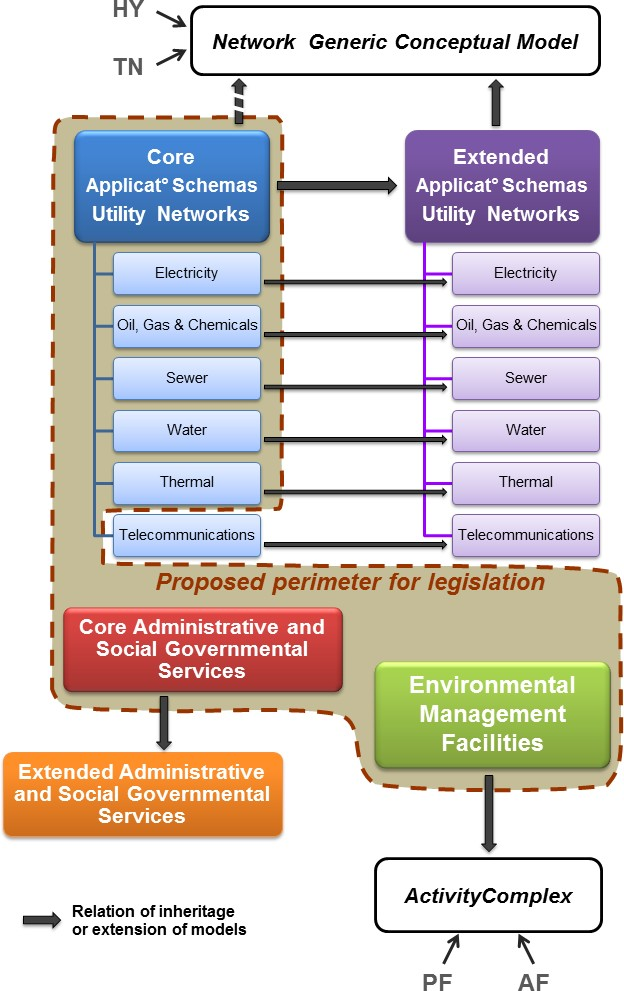 HY
Network Generic Conceptual Model
TN
Core
Applicat° Schemas
Utility Networks
Extended
Applicat° Schemas
Utility Networks
Electricity
Electricity
Oil, Gas & Chemicals
Oil, Gas & Chemicals
Sewer
Sewer
Water
Water
Thermal
Thermal
Telecommunications
Telecommunications
Proposed perimeter for legislation
Core Administrative and
Social Governmental
Services
Environmental
Management
Facilities
Extended Administrative
and Social Governmental
Services
ActivityComplex
Relation of inheritage
or extension of models
PF
AF